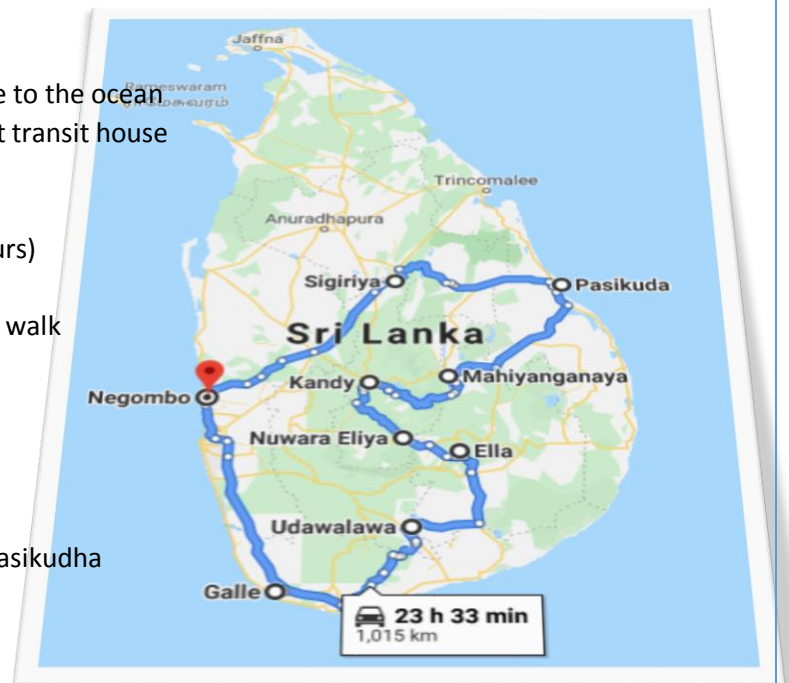 Jaffna
Rameswaram
e to the ocean
t transit house
Trincomalee
Anuradhapura
urs)
Sigiriya
Pasikuda
walk
Sri Lanka
Kandy
Mahiyanganaya
Negombo
Nuwara Eliya
Ella
Udawalawa
asikudha
Galle
23 h 33 min
1,015 km